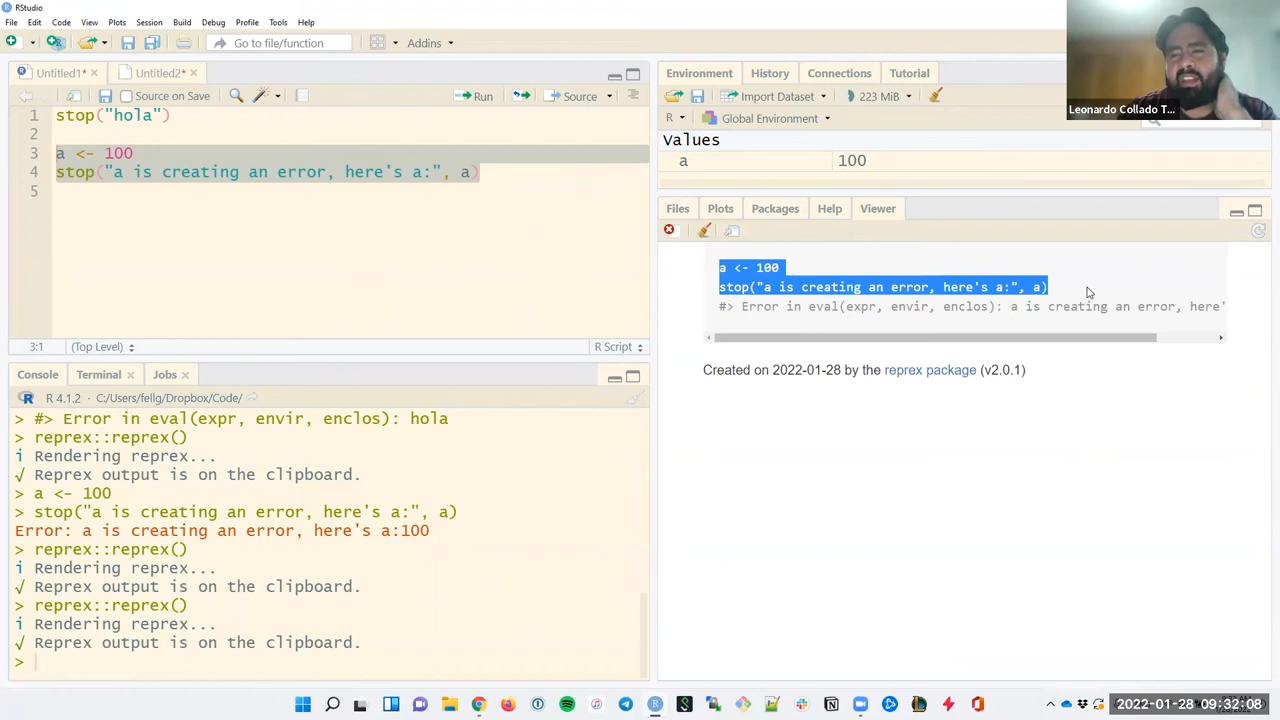 RStudio
File Edit Code View Plots Session Build Debug Profile Tools Help
Go to file/function
Addins
Untitled1*
Untitled2*
Source on Save
Run
Source
1 stop("hola")
2
3 a <- 100
4 stop("a is creating an error, here's a:", a)
5
3:1 (Top Level)
R Script
Console Terminal Jobs
R 4.1.2 · C:/Users/fellg/Dropbox/Code/
> #> Error in eval(expr, envir, enclos): hola
> reprex::reprex()
i Rendering reprex...
√ Reprex output is on the clipboard.
> a <- 100
> stop("a is creating an error, here's a:", a)
Error: a is creating an error, here's a:100
> reprex::reprex()
i Rendering reprex...
√ Reprex output is on the clipboard.
> reprex::reprex()
i Rendering reprex...
√ Reprex output is on the clipboard.
>
Environment History Connections Tutorial
Import Dataset
223 MiB
R
Global Environment
Values
a 100
Files Plots Packages Help Viewer
a <- 100
stop("a is creating an error, here's a:", a)
#> Error in eval(expr, envir, enclos): a is creating an error, here'
Created on 2022-01-28 by the reprex package (v2.0.1)
Leonardo Collado T...
2022-01-28 09:32:08